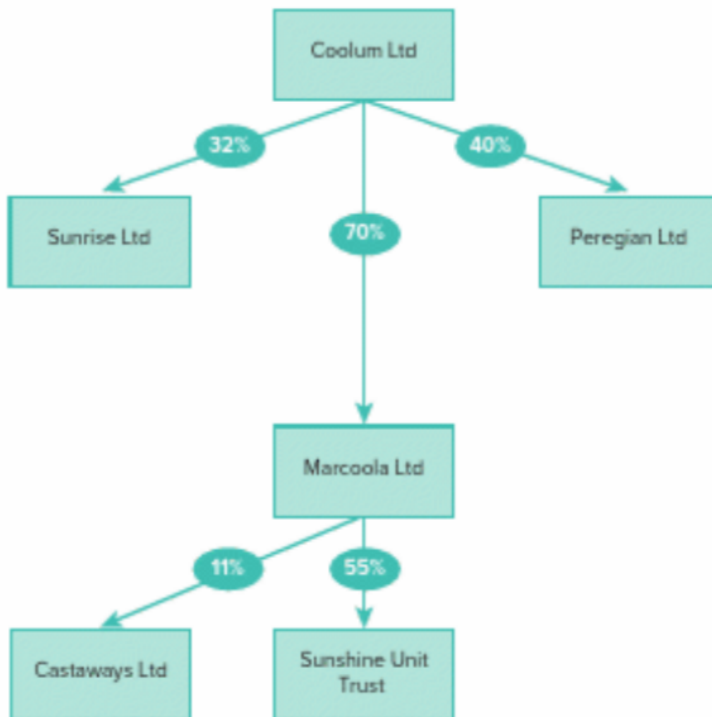 Coolum Ltd
32%
40%
Sunrise Ltd
70%
Peregian Ltd
Marcoola Ltd
11%
55%
Castaways Ltd
Sunshine Unit
Trust